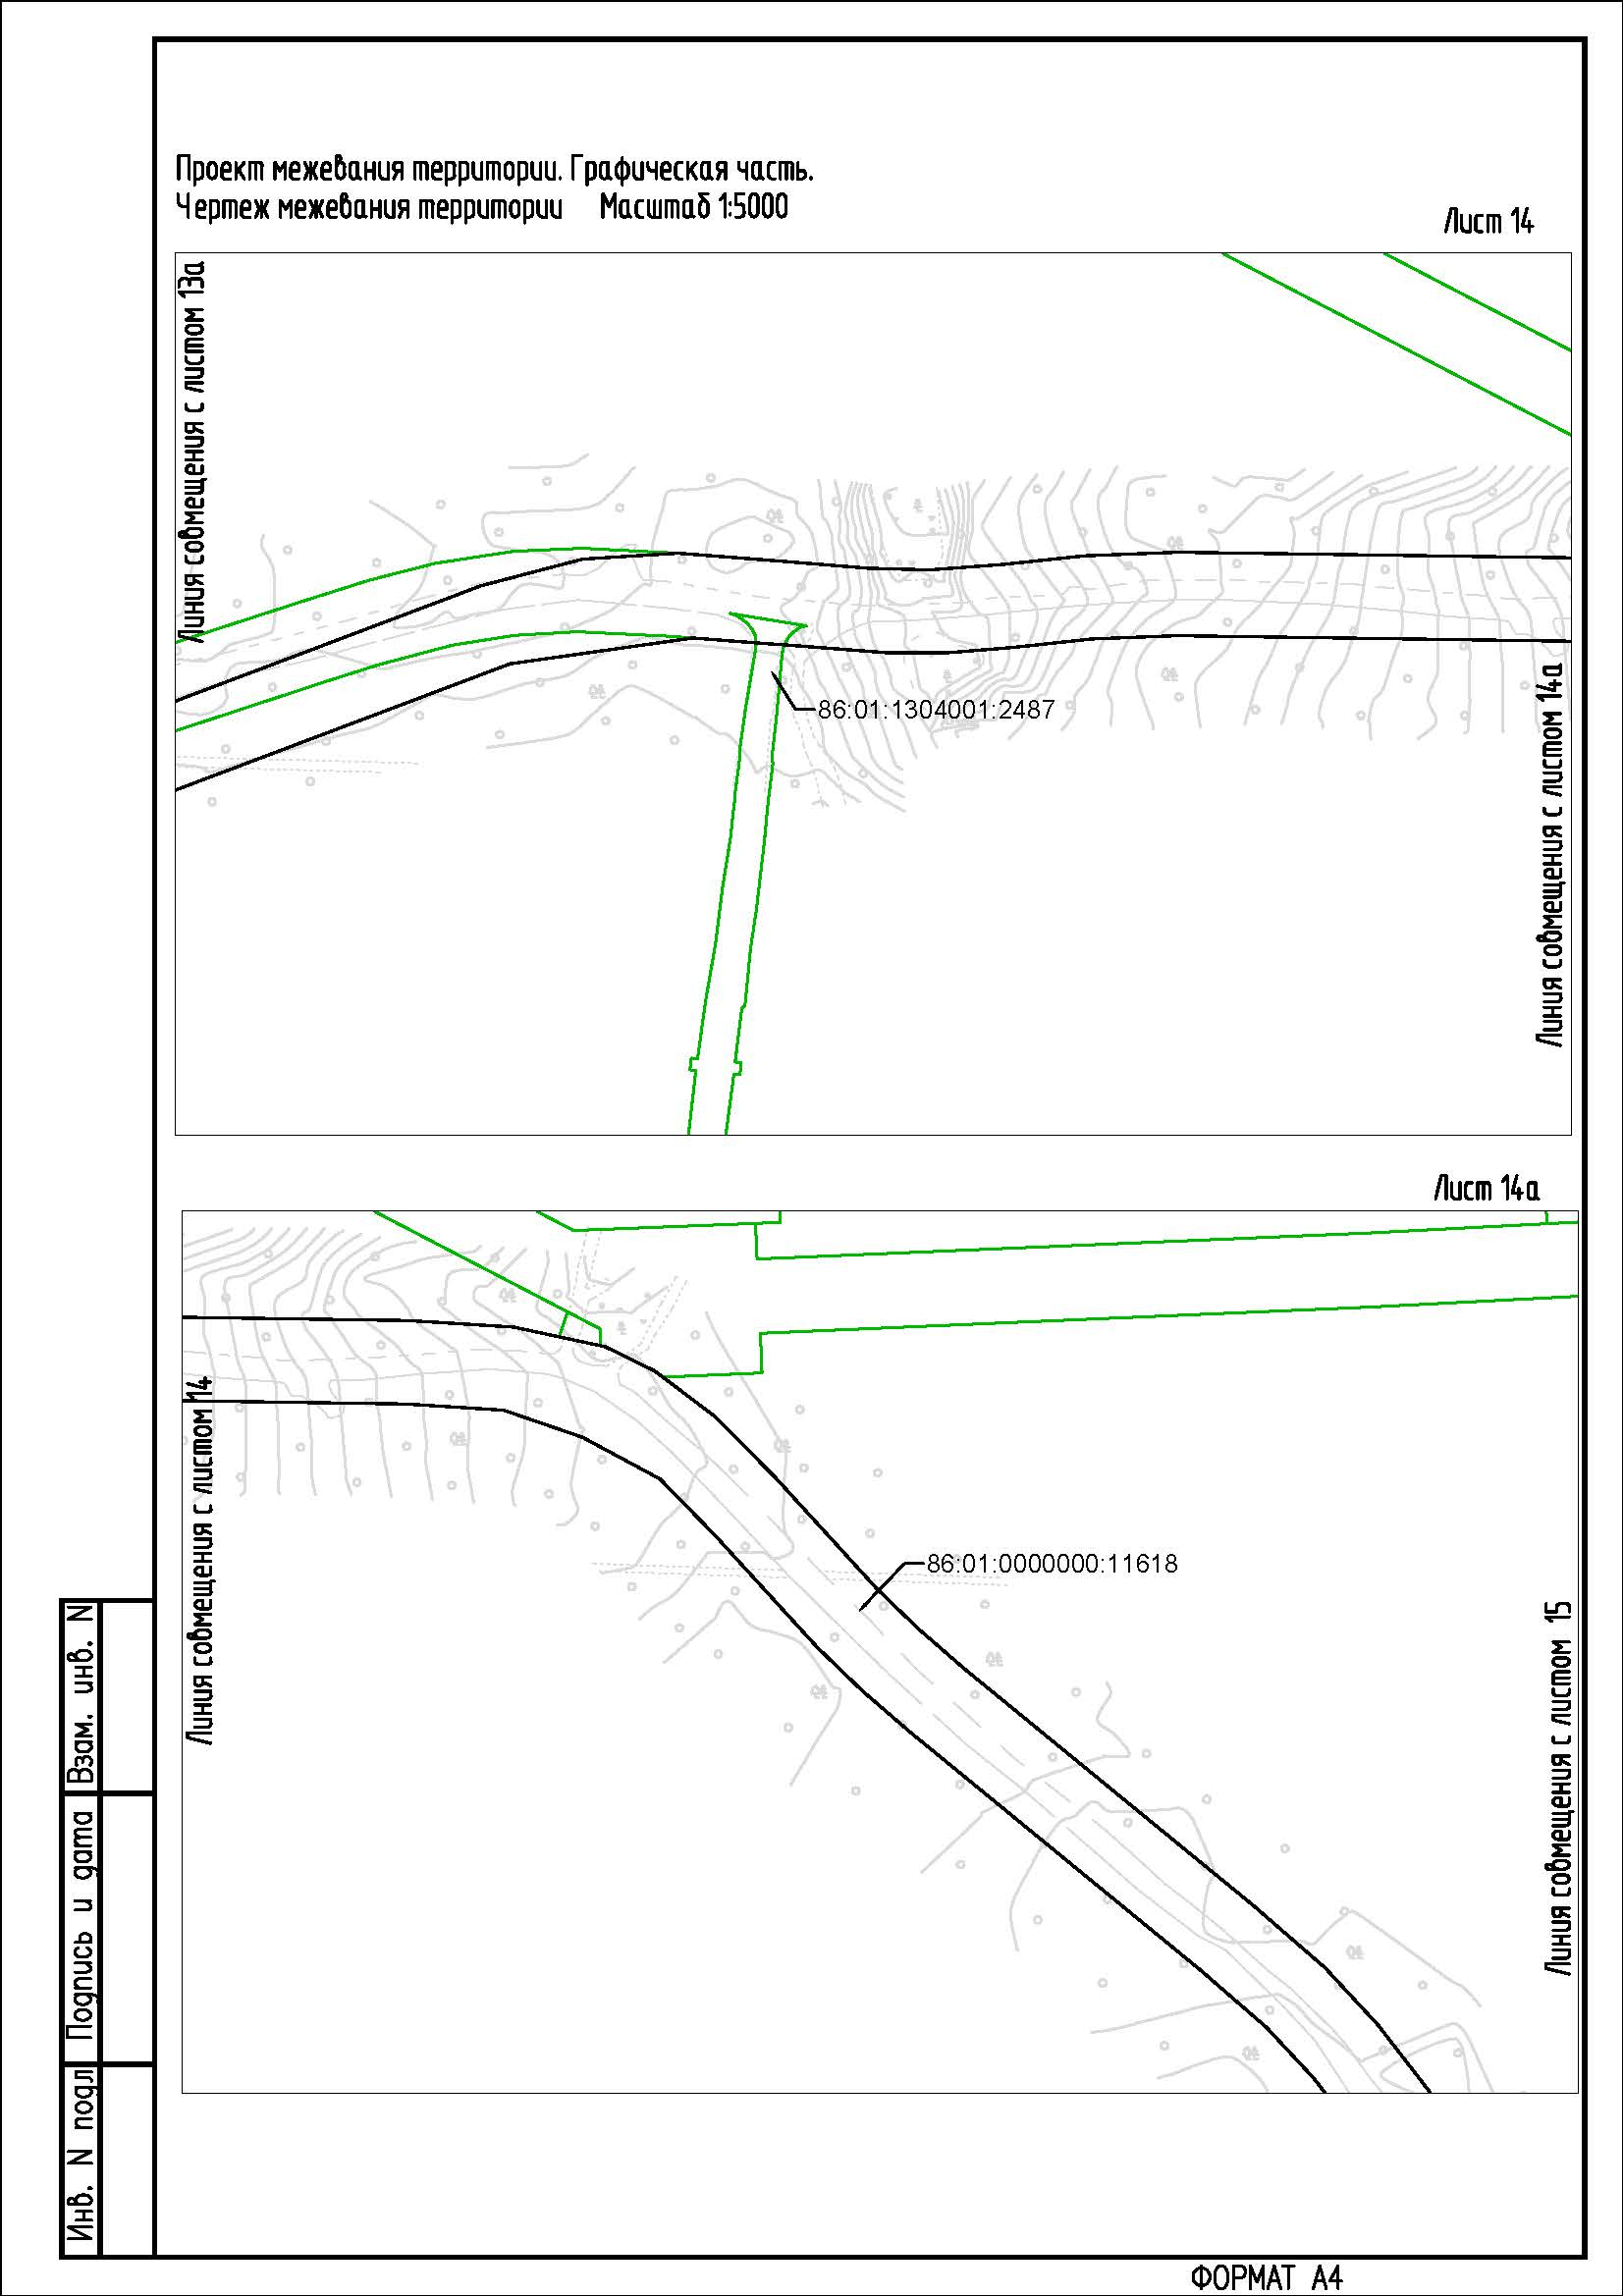 Проект межевания территории. Графическая часть.
Чертеж межевания территории Масштаб 1:5000
Лист 14
Линия совмещения с листом 13а
86:01:1304001:2487
Линия совмещения с листом 14а
Лист 14а
Линия совмещения с листом 14
86:01:0000000:11618
Линия совмещения с листом 15
Взам. инв. N
Подпись и дата
Инв. N подл
ФОРМАТ А4